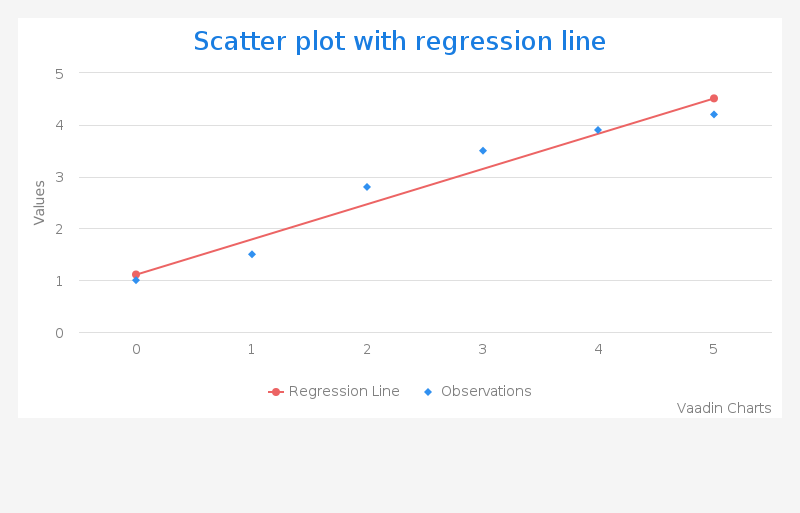 Scatter plot with regression line
Values
5
4
3
2
1
0
0 1 2 3 4 5
Regression Line Observations
Vaadin Charts